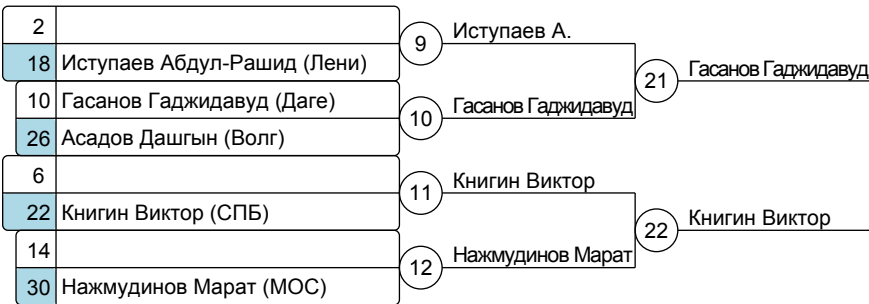 2
18 Иступаев Абдул-Рашид (Лени)
10 Гасанов Гаджидавуд (Даге)
26 Асадов Дашгын (Волг)
6
22 Книгин Виктор (СПБ)
14
30 Нажмудинов Марат (МОС)
9 Иступаев А.
10 Гасанов Гаджидавуд
11 Книгин Виктор
12 Нажмудинов Марат
21 Гасанов Гаджидавуд
22 Книгин Виктор